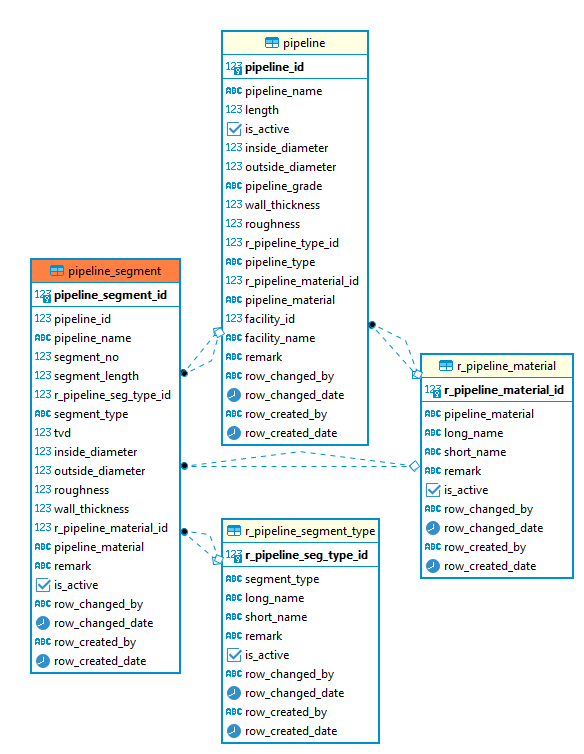 pipeline
123 pipeline_id
ABC pipeline_name
123 length
is_active
123 inside_diameter
123 outside_diameter
ABC pipeline_grade
123 wall_thickness
123 roughness
123 r_pipeline_type_id
ABC pipeline_type
123 r_pipeline_material_id
ABC pipeline_material
123 facility_id
ABC facility_name
ABC remark
ABC row_changed_by
row_changed_date
ABC row_created_by
row_created_date
pipeline_segment
123 pipeline_segment_id
123 pipeline_id
ABC pipeline_name
123 segment_no
123 segment_length
123 r_pipeline_seg_type_id
ABC segment_type
123 tvd
123 inside_diameter
123 outside_diameter
123 roughness
123 wall_thickness
123 r_pipeline_material_id
ABC pipeline_material
ABC remark
is_active
ABC row_changed_by
row_changed_date
ABC row_created_by
row_created_date
r_pipeline_material
123 r_pipeline_material_id
ABC pipeline_material
ABC long_name
ABC short_name
ABC remark
is_active
ABC row_changed_by
row_changed_date
ABC row_created_by
row_created_date
r_pipeline_segment_type
123 r_pipeline_seg_type_id
ABC segment_type
ABC long_name
ABC short_name
ABC remark
is_active
ABC row_changed_by
row_changed_date
ABC row_created_by
row_created_date